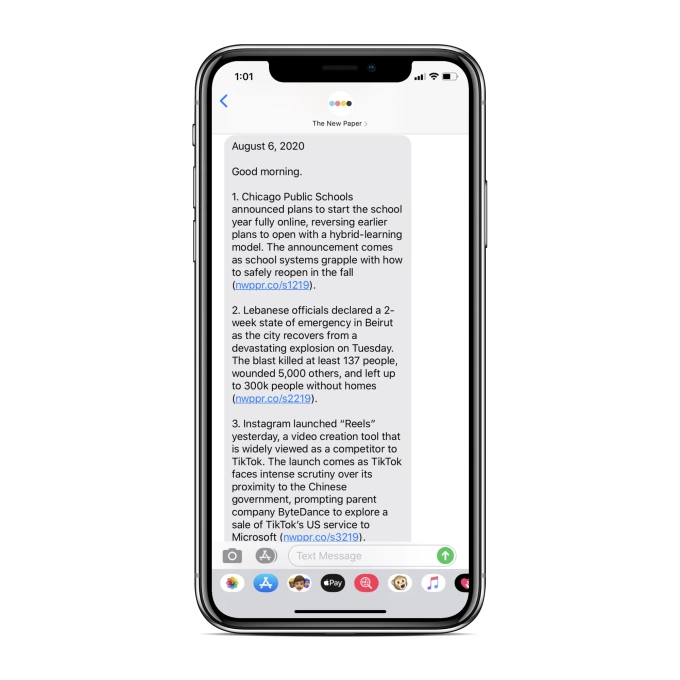 1:01
The New Paper >
August 6, 2020
Good morning.
1. Chicago Public Schools
announced plans to start the school
year fully online, reversing earlier
plans to open with a hybrid-learning
model. The announcement comes
as school systems grapple with how
to safely reopen in the fall
(nwppr.co/s1219).
2. Lebanese officials declared a 2-
week state of emergency in Beirut
as the city recovers from a
devastating explosion on Tuesday.
The blast killed at least 137 people,
wounded 5,000 others, and left up
to 300k people without homes
(nwppr.co/s2219).
3. Instagram launched “Reels”
yesterday, a video creation tool that
is widely viewed as a competitor to
TikTok. The launch comes as TikTok
faces intense scrutiny over its
proximity to the Chinese
government, prompting parent
company ByteDance to explore a
sale of TikTok's US service to
Microsoft (nwppr.co/s3219).
Text Message
Pay